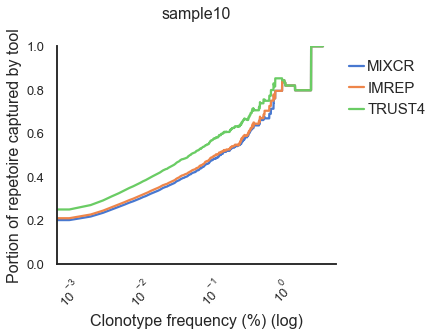 sample10
Portion of repetoire captured by tool
1.0
0.8
0.6
0.4
0.2
0.0
10⁻³
10⁻²
10⁻¹
10⁰
Clonotype frequency (%) (log)
MIXCR
IMREP
TRUST4